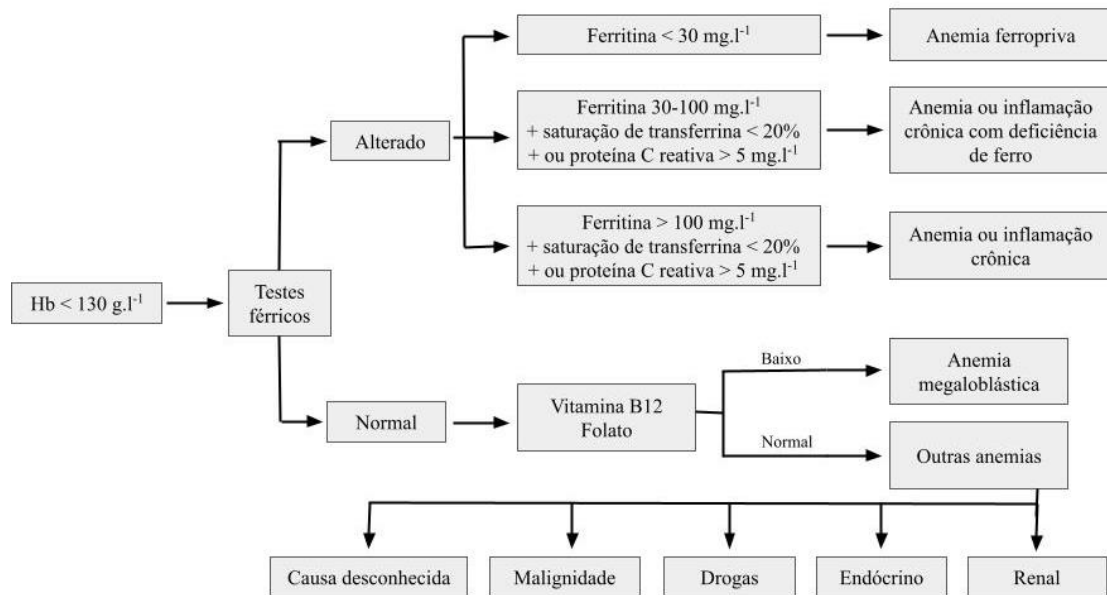 Ferritina < 30 mg.l⁻¹
Anemia ferropriva
Alterado
Ferritina 30-100 mg.l⁻¹
+ saturação de transferrina < 20%
+ ou proteína C reativa > 5 mg.l⁻¹
Anemia ou inflamação
crônica com deficiência
de ferro
Ferritina > 100 mg.l⁻¹
+ saturação de transferrina < 20%
+ ou proteína C reativa > 5 mg.l⁻¹
Anemia ou inflamação
crônica
Hb < 130 g.l⁻¹
Testes
férricos
Normal
Vitamina B12
Folato
Baixo
Anemia
megaloblástica
Normal
Outras anemias
Causa desconhecida
Malignidade
Drogas
Endócrino
Renal